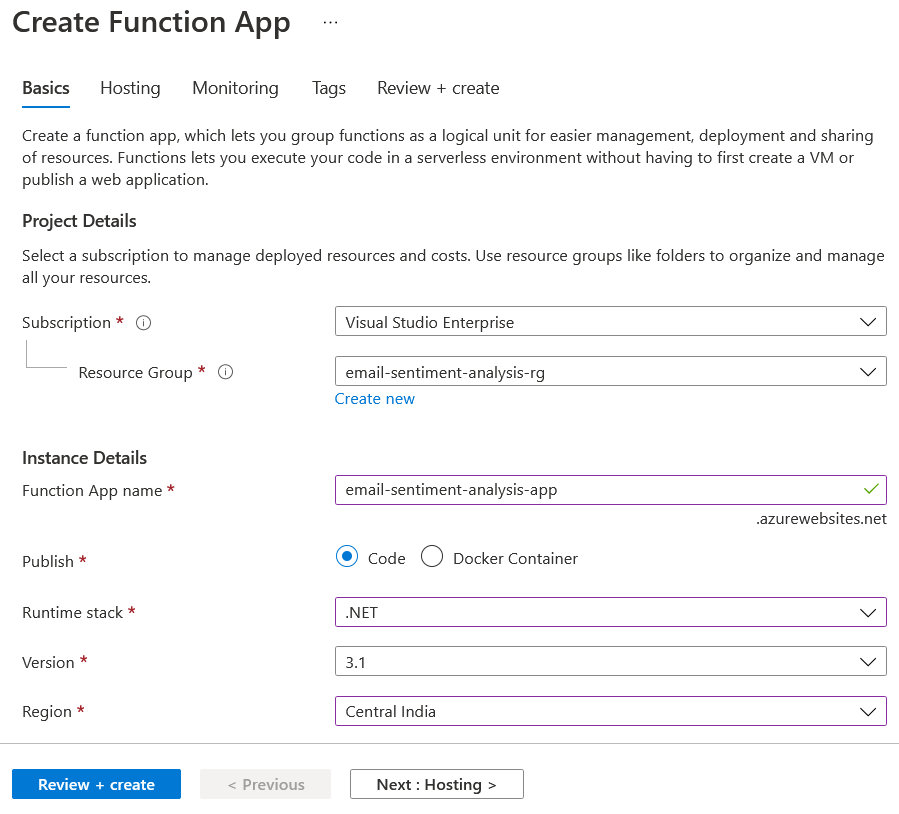 Create Function App ...
Basics Hosting Monitoring Tags Review + create
Create a function app, which lets you group functions as a logical unit for easier management, deployment and sharing
of resources. Functions lets you execute your code in a serverless environment without having to first create a VM or
publish a web application.
Project Details
Select a subscription to manage deployed resources and costs. Use resource groups like folders to organize and manage
all your resources.
Subscription * Visual Studio Enterprise
Resource Group * email-sentiment-analysis-rg
Create new
Instance Details
Function App name * email-sentiment-analysis-app
.azurewebsites.net
Publish * Code Docker Container
Runtime stack * .NET
Version * 3.1
Region * Central India
Review + create < Previous Next : Hosting >